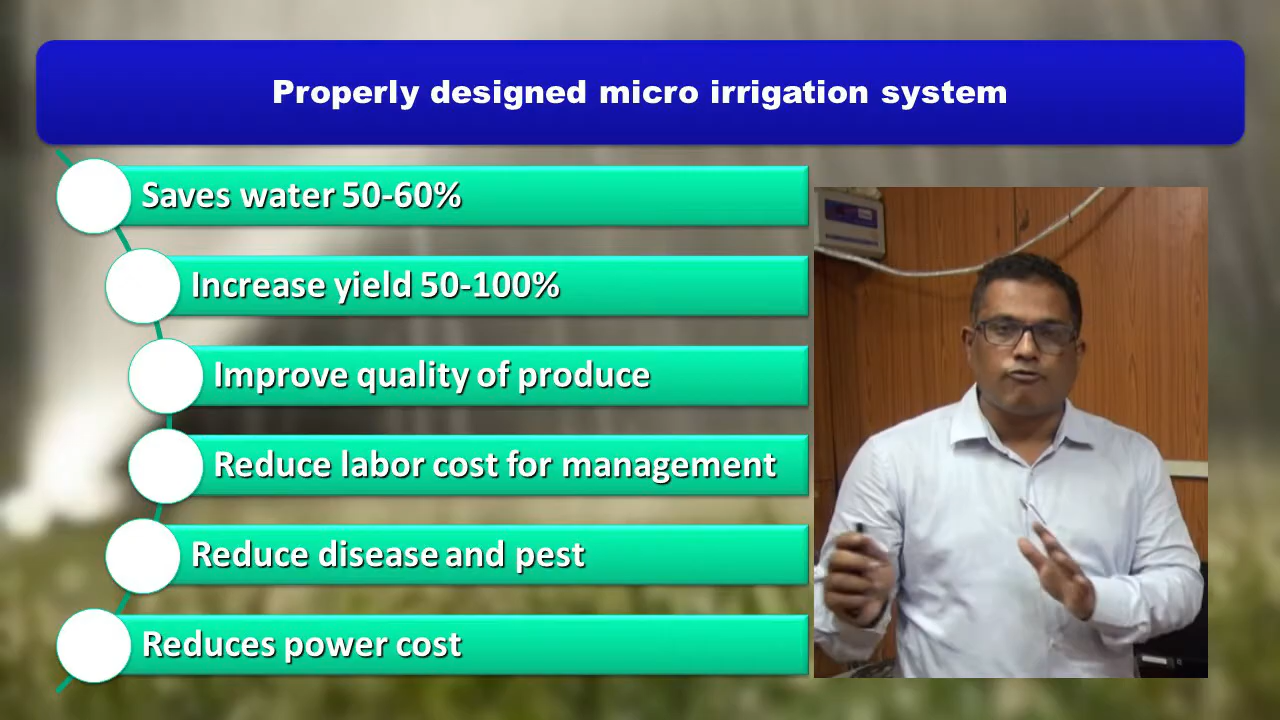 Properly designed micro irrigation system
Saves water 50-60%
Increase yield 50-100%
Improve quality of produce
Reduce labor cost for management
Reduce disease and pest
Reduces power cost